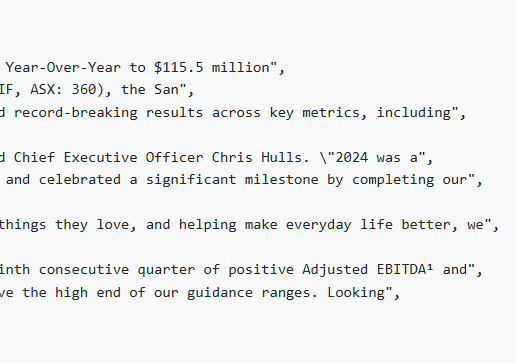 Year-Over-Year to $115.5 million",
IF, ASX: 360), the San",
d record-breaking results across key metrics, including",
d Chief Executive Officer Chris Hulls. \"2024 was a",
and celebrated a significant milestone by completing our",
things they love, and helping make everyday life better, we",
inth consecutive quarter of positive Adjusted EBITDA¹ and",
ve the high end of our guidance ranges. Looking",